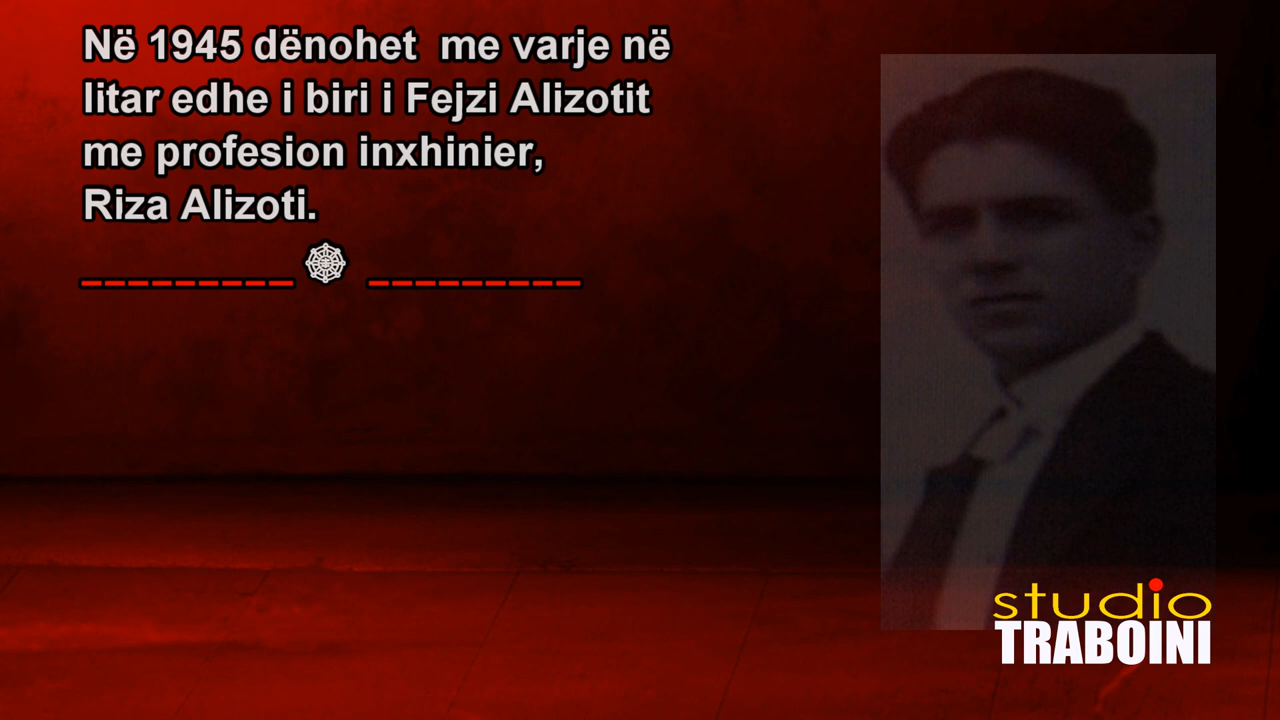 Në 1945 dënohet me varje në
litar edhe i biri i Fejzi Alizotit
me profesion inxhinier,
Riza Alizoti.
studio
TRABOINI